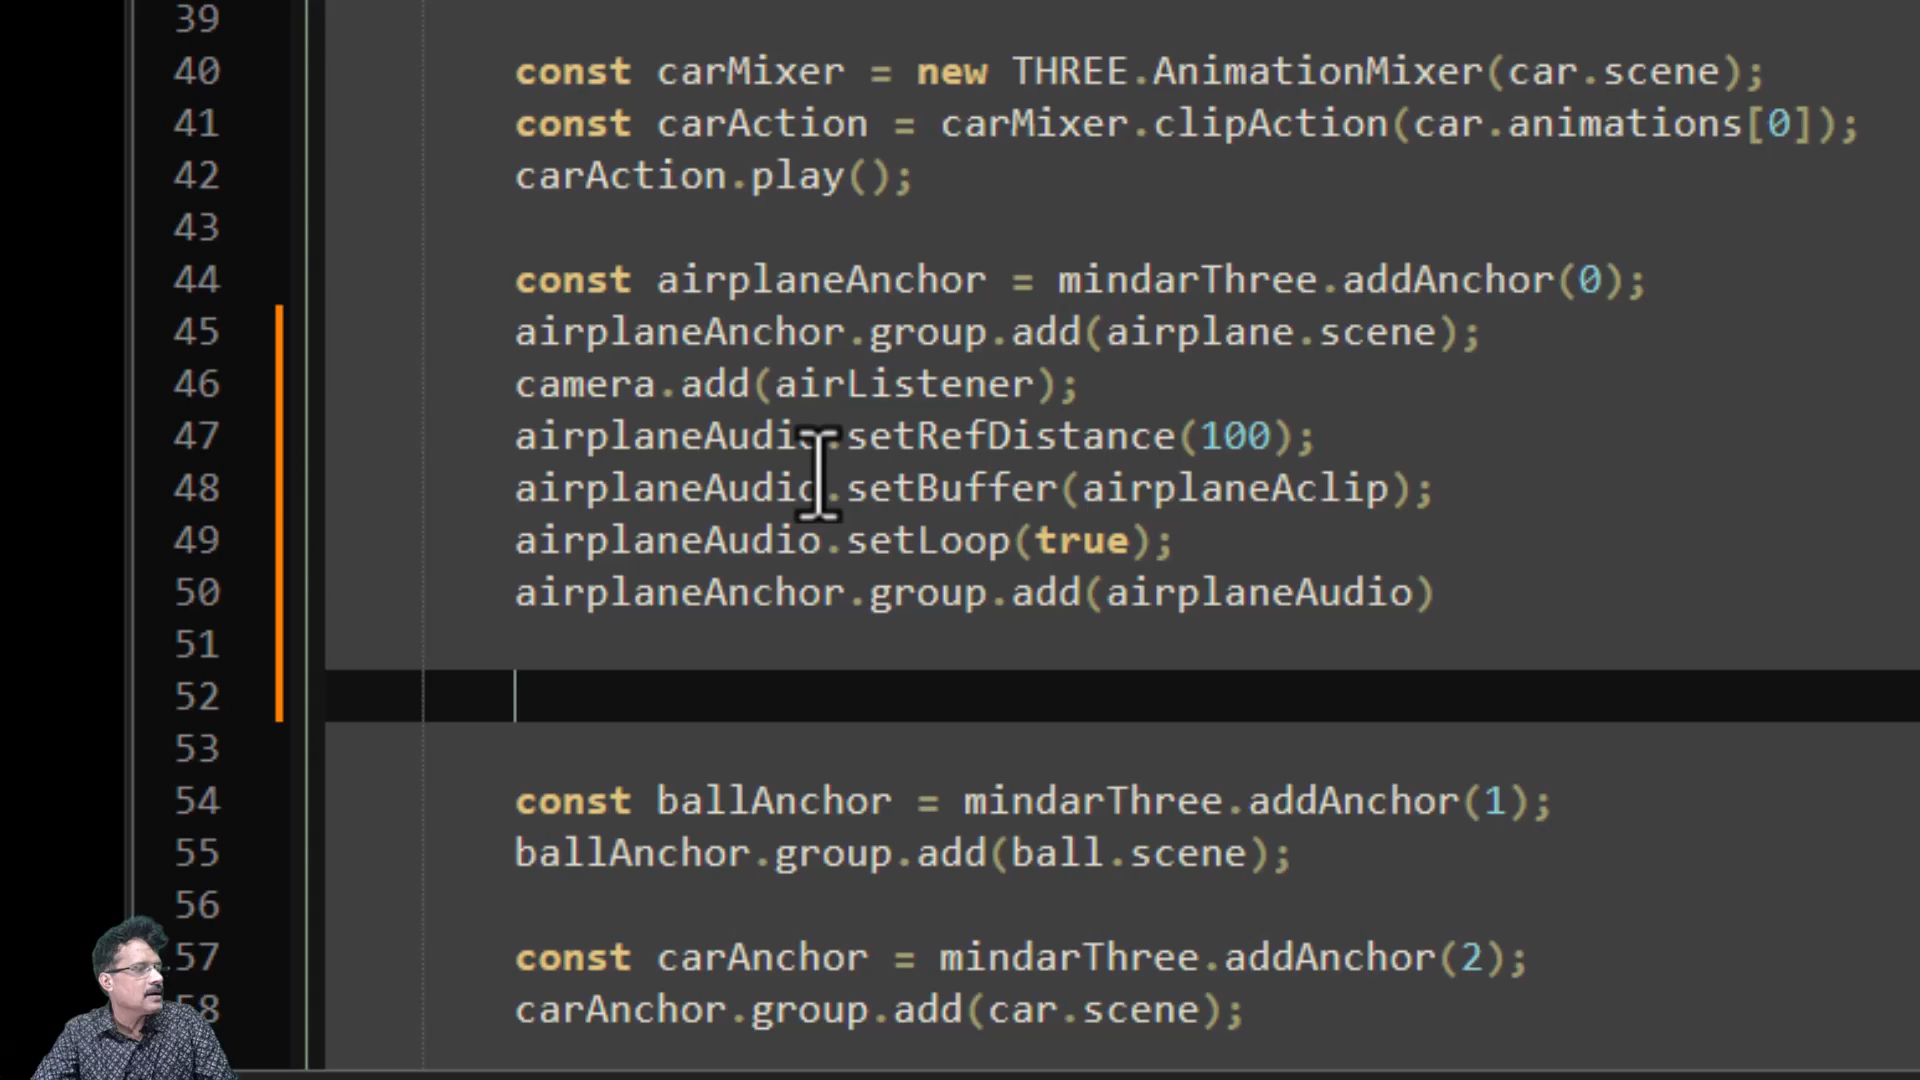 39
40 const carMixer = new THREE.AnimationMixer(car.scene);
41 const carAction = carMixer.clipAction(car.animations[0]);
42 carAction.play();
43
44 const airplaneAnchor = mindarThree.addAnchor(0);
45 airplaneAnchor.group.add(airplane.scene);
46 camera.add(airListener);
47 airplaneAudio.setRefDistance(100);
48 airplaneAudio.setBuffer(airplaneAclip);
49 airplaneAudio.setLoop(true);
50 airplaneAnchor.group.add(airplaneAudio)
51
52
53
54 const ballAnchor = mindarThree.addAnchor(1);
55 ballAnchor.group.add(ball.scene);
56
57 const carAnchor = mindarThree.addAnchor(2);
58 carAnchor.group.add(car.scene);